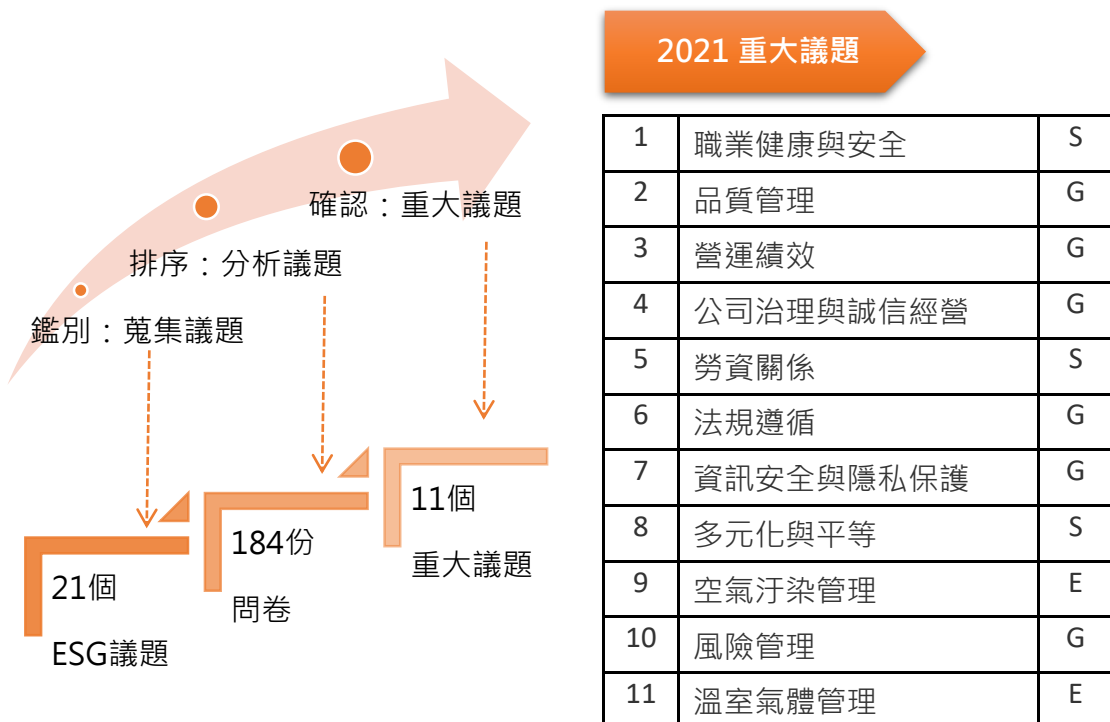 2021 重大議題
確認：重大議題
排序：分析議題
鑑別：蒐集議題
11個
重大議題
184份
問卷
21個
ESG議題
1 職業健康與安全 S
2 品質管理 G
3 營運績效 G
4 公司治理與誠信經營 G
5 勞資關係 S
6 法規遵循 G
7 資訊安全與隱私保護 G
8 多元化與平等 S
9 空氣汙染管理 E
10 風險管理 G
11 溫室氣體管理 E